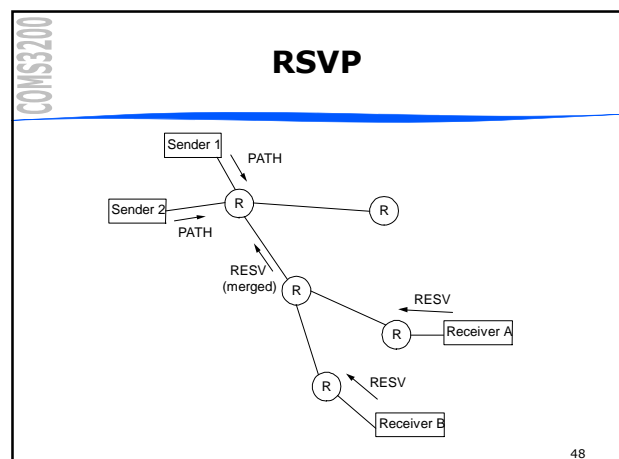 COMS3200
RSVP
Sender 1
PATH
Sender 2
R
R
PATH
RESV
(merged)
R
RESV
R
Receiver A
R
RESV
Receiver B
48